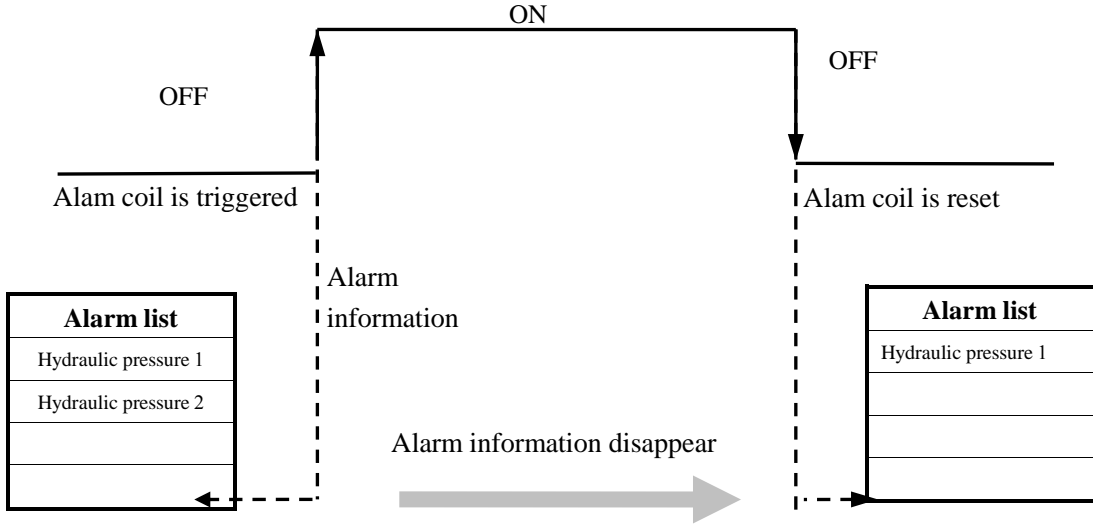 ON
OFF
OFF
Alam coil is triggered
Alam coil is reset
Alarm
information
Alarm list
Hydraulic pressure 1
Hydraulic pressure 2
Alarm list
Hydraulic pressure 1
Alarm information disappear